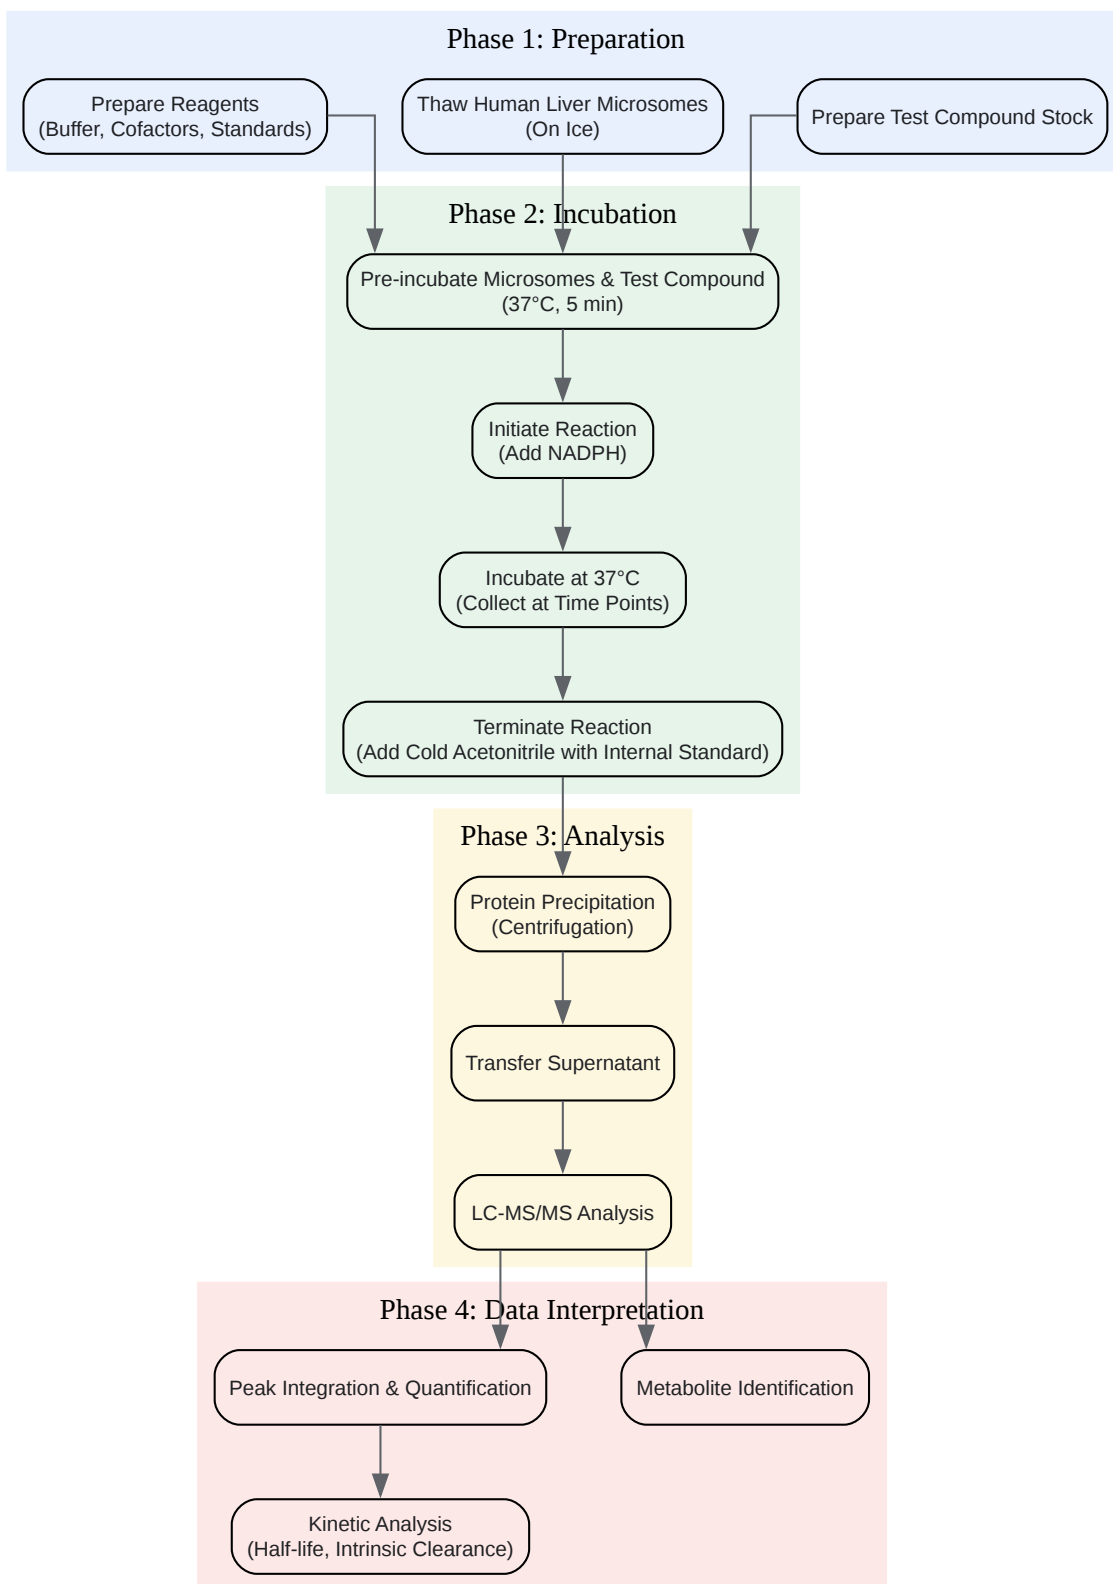 Phase 1: Preparation
Prepare Reagents
(Buffer, Cofactors, Standards)
Thaw Human Liver Microsomes
(On Ice)
Prepare Test Compound Stock
Phase 2: Incubation
Pre-incubate Microsomes & Test Compound
(37°C, 5 min)
Initiate Reaction
(Add NADPH)
Incubate at 37°C
(Collect at Time Points)
Terminate Reaction
(Add Cold Acetonitrile with Internal Standard)
Phase 3: Analysis
Protein Precipitation
(Centrifugation)
Transfer Supernatant
LC-MS/MS Analysis
Phase 4: Data Interpretation
Peak Integration & Quantification
Metabolite Identification
Kinetic Analysis
(Half-life, Intrinsic Clearance)